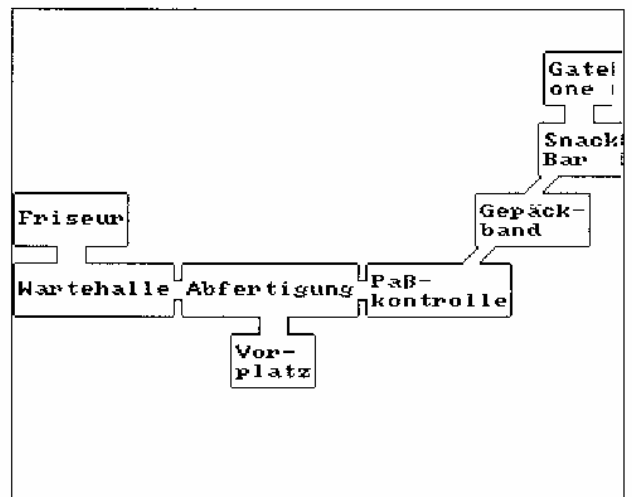 Gate
one
Snack
Bar
Gepäck-
band
Friseur
Wartehalle
Abfertigung
Paß-
kontrolle
Vor-
platz